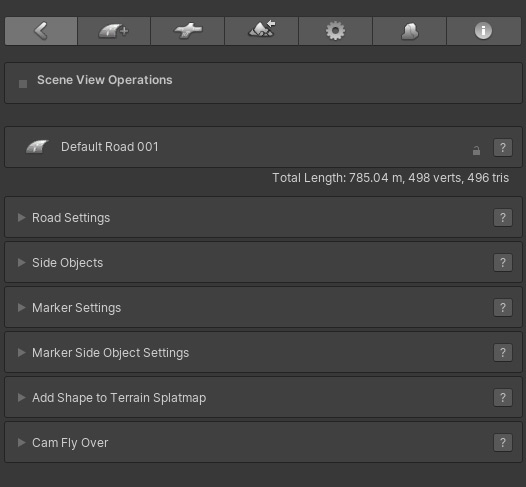 Scene View Operations
Default Road 001 ?
Total Length: 785.04 m, 498 verts, 496 tris
Road Settings ?
Side Objects ?
Marker Settings ?
Marker Side Object Settings ?
Add Shape to Terrain Splatmap ?
Cam Fly Over ?